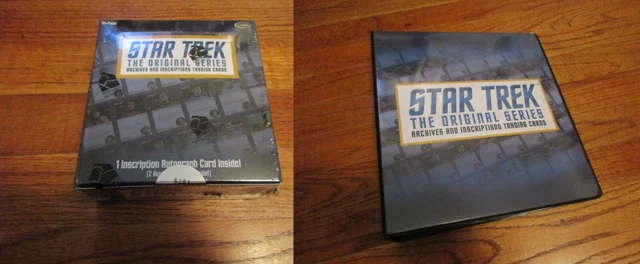 STAR TREK
THE ORIGINAL SERIES
ARCHIVES AND INSCRIPTIONS TRADING CARDS
1 Inscription Autograph Card Inside!
STAR TREK
THE ORIGINAL SERIES
ARCHIVES AND INSCRIPTIONS TRADING CARDS